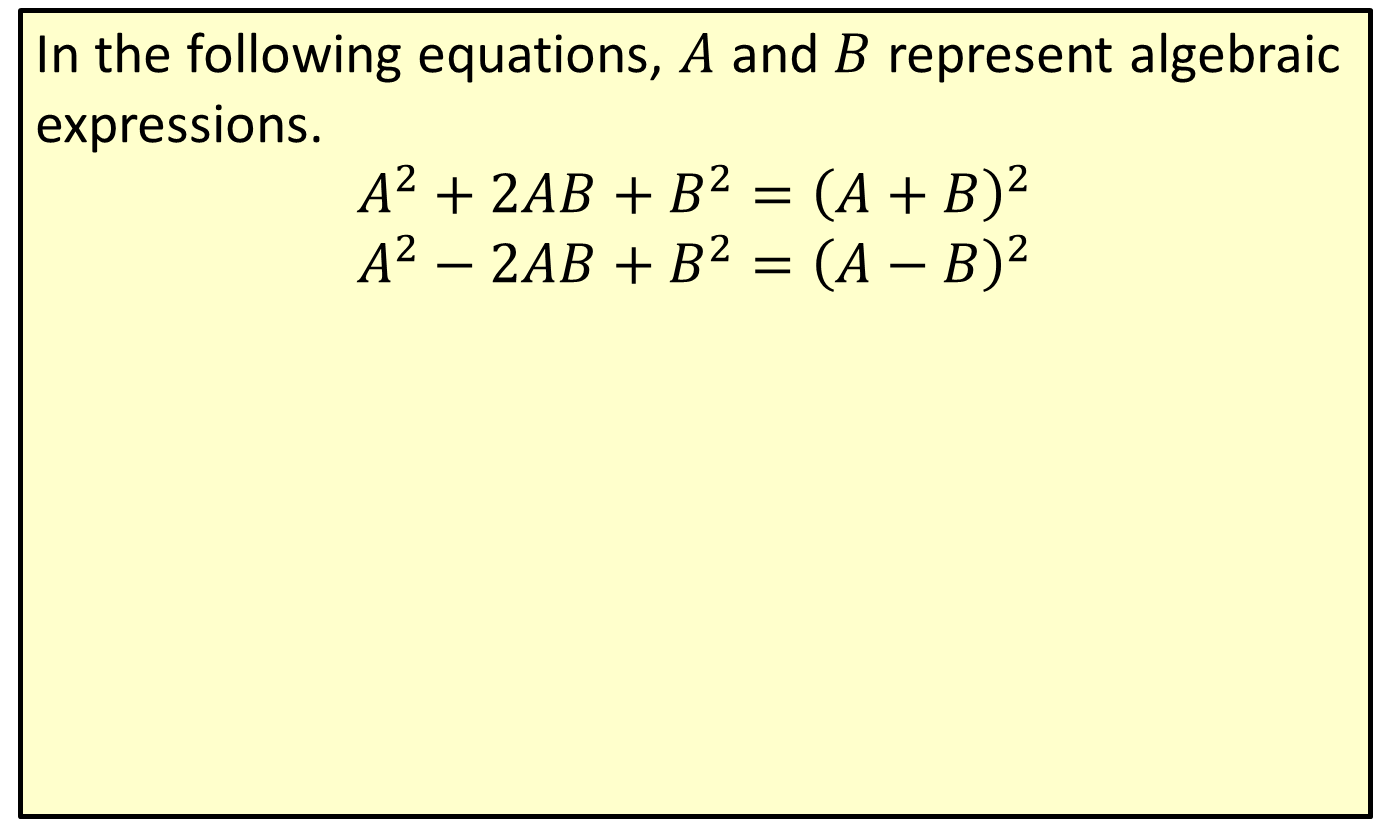 In the following equations, A and B represent algebraic
expressions.
A² + 2AB + B² = (A + B)²
A² − 2AB + B² = (A − B)²